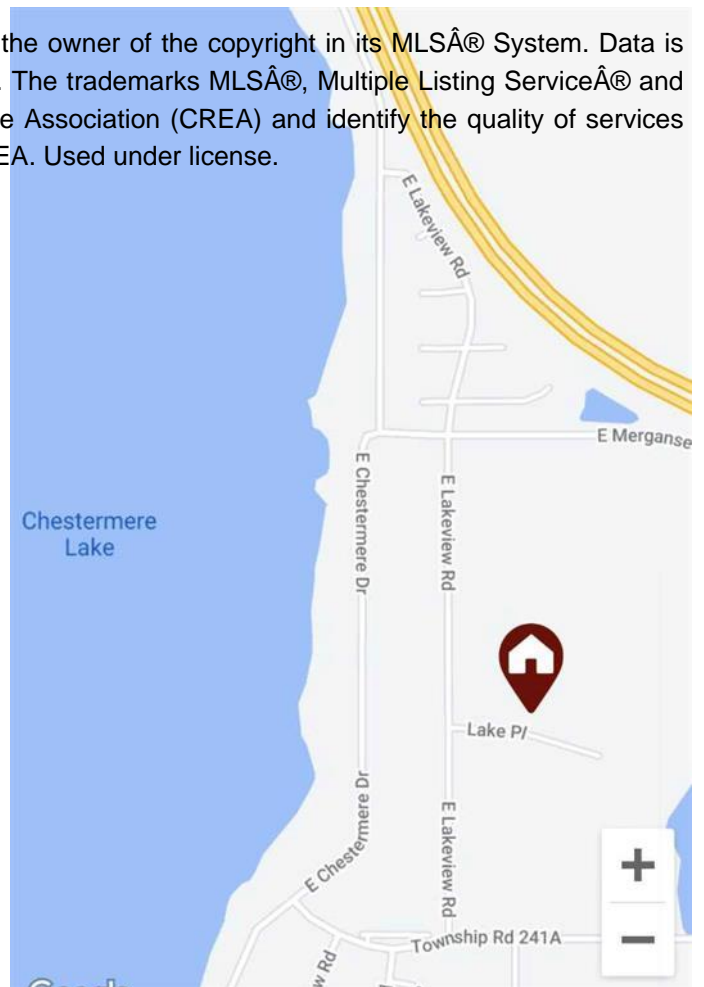 the owner of the copyright in its MLSÂ® System. Data is
. The trademarks MLSÂ®, Multiple Listing ServiceÂ® and
e Association (CREA) and identify the quality of services
EA. Used under license.
E Lakeview Rd
E Merganse
E Chestermere Dr
E Lakeview Rd
Chestermere
Lake
Lake Pl
E Chestermere Dr
E Lakeview Rd
+
Township Rd 241A
−
w Rd